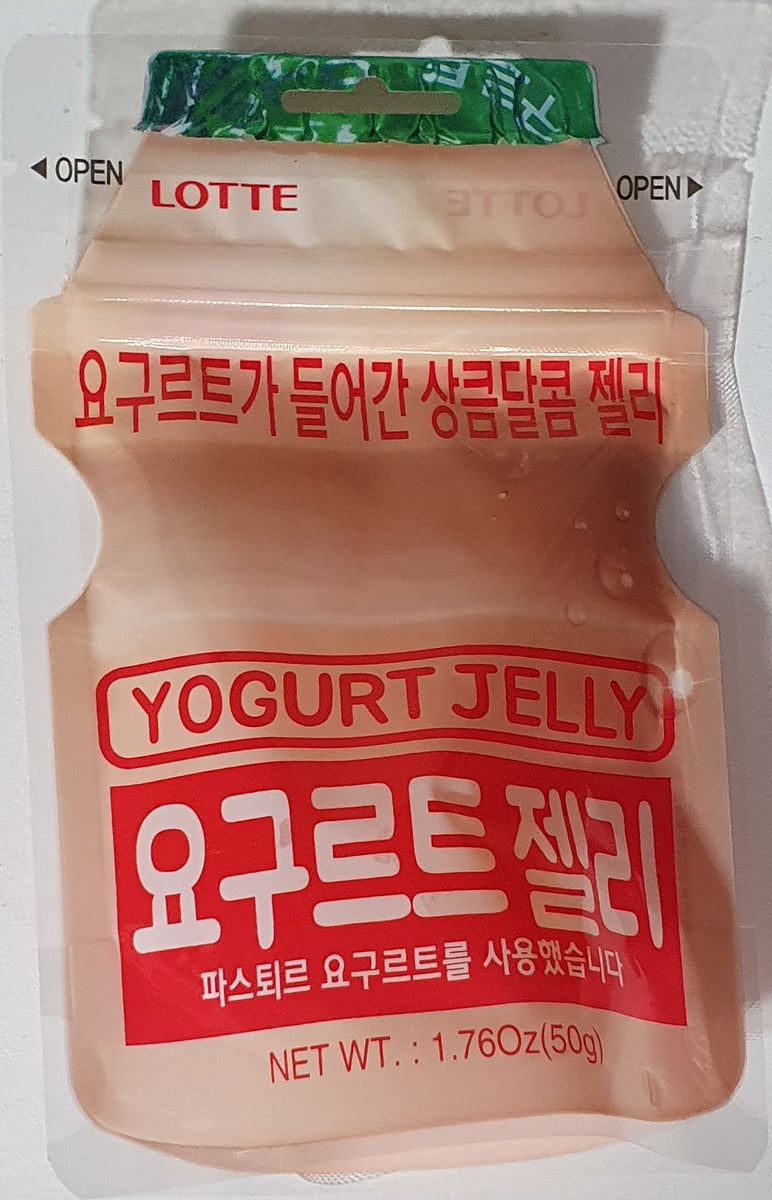 OPEN
LOTTE
OPEN
요구르트가 들어간 상큼달콤 젤리
YOGURT JELLY
요구르트 젤리
파스퇴르 요구르트를 사용했습니다
NET WT. : 1.76Oz(50g)